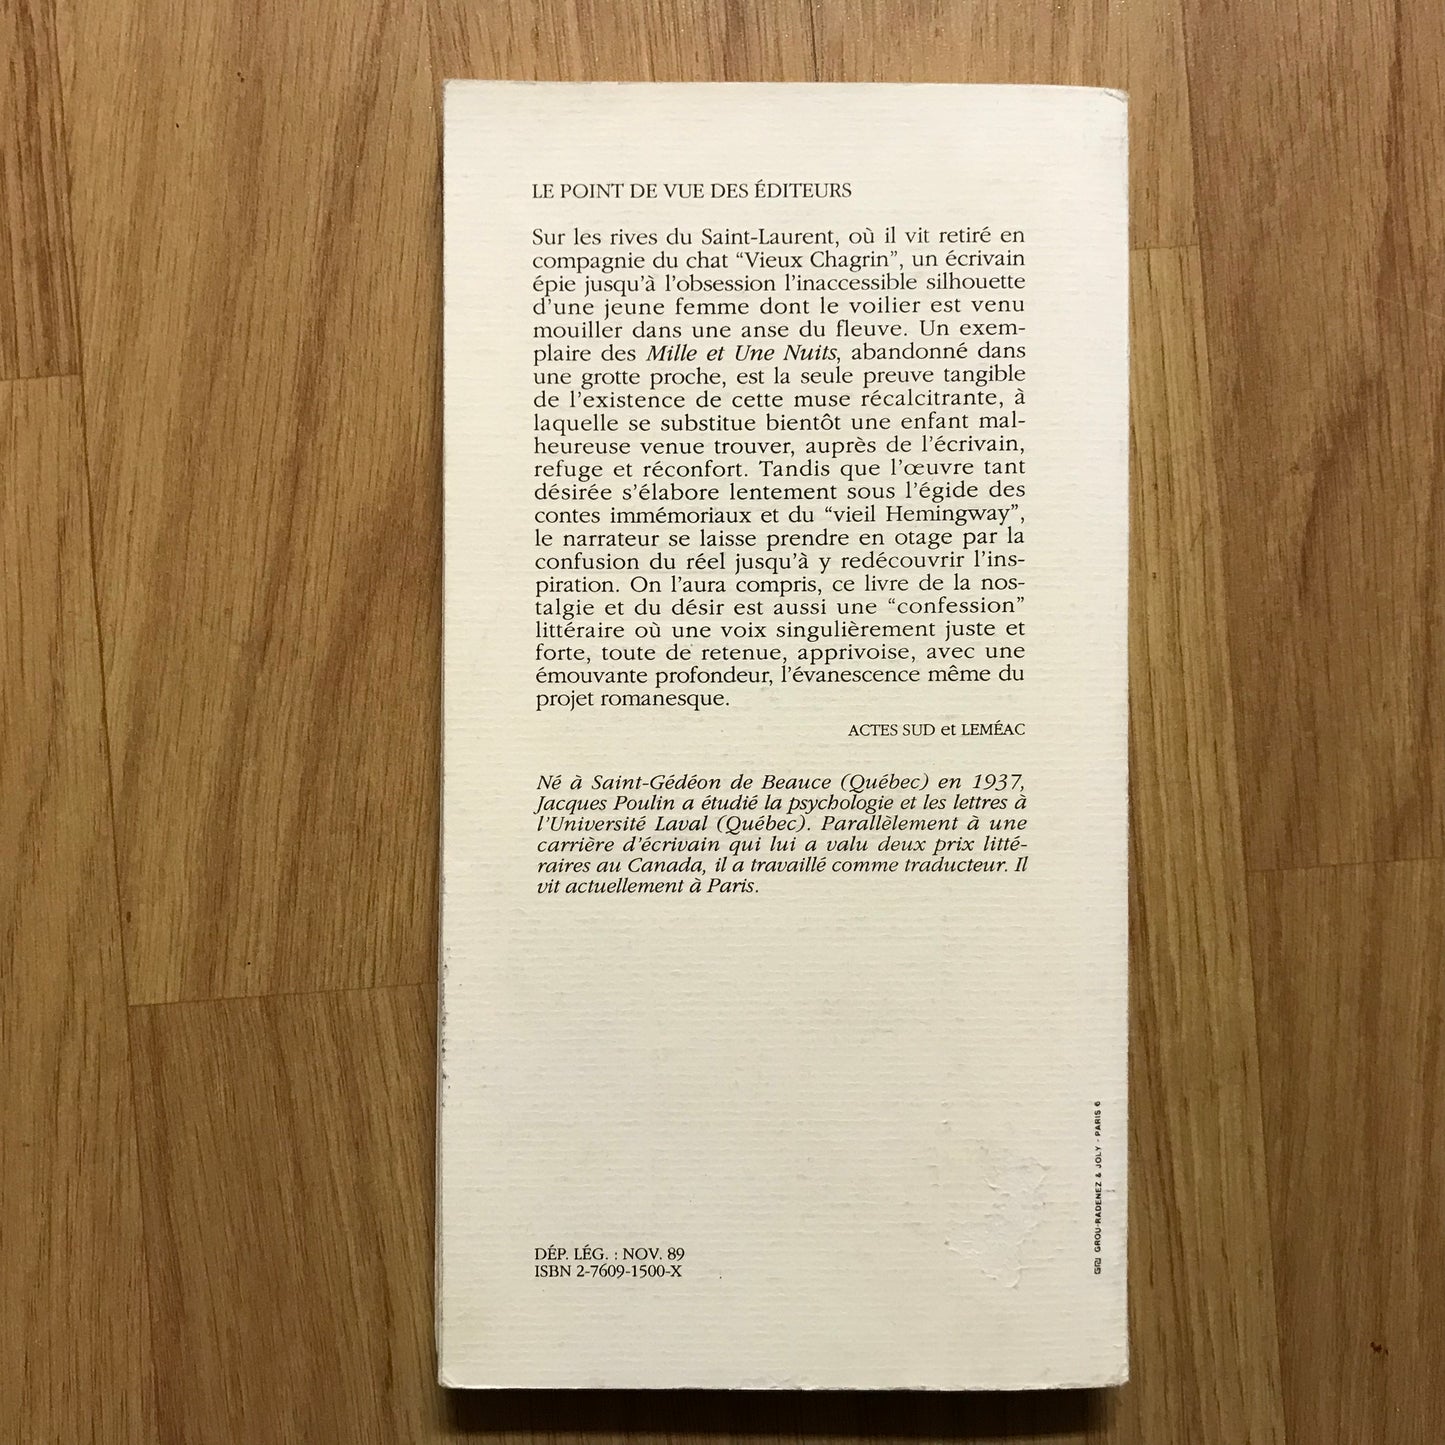 LE POINT DE VUE DES ÉDITEURS
Sur les rives du Saint-Laurent, où il vit retiré en
compagnie du chat “Vieux Chagrin”, un écrivain
épie jusqu’à l’obsession l’inaccessible silhouette
d’une jeune femme dont le voilier est venu
mouiller dans une anse du fleuve. Un exem-
plaire des Mille et Une Nuits, abandonné dans
une grotte proche, est la seule preuve tangible
de l’existence de cette muse récalcitrante, à
laquelle se substitue bientôt une enfant mal-
heureuse venue trouver, auprès de l’écrivain,
refuge et réconfort. Tandis que l’œuvre tant
désirée s’élabore lentement sous l’égide des
contes immémoriaux et du “vieil Hemingway”,
le narrateur se laisse prendre en otage par la
confusion du réel jusqu’à y redécouvrir l’ins-
piration. On l’aura compris, ce livre de la nos-
talgie et du désir est aussi une “confession”
littéraire où une voix singulièrement juste et
forte, toute de retenue, apprivoise, avec une
émouvante profondeur, l’évanescence même du
projet romanesque.
ACTES SUD et LEMÉAC
Né à Saint-Gédéon de Beauce (Québec) en 1937,
Jacques Poulin a étudié la psychologie et les lettres à
l’Université Laval (Québec). Parallèlement à une
carrière d’écrivain qui lui a valu deux prix litté-
raires au Canada, il a travaillé comme traducteur. Il
vit actuellement à Paris.
DÉP. LÉG. : NOV. 89
ISBN 2-7609-1500-X
GROU-RADENEZ & JOLY - PARIS 6